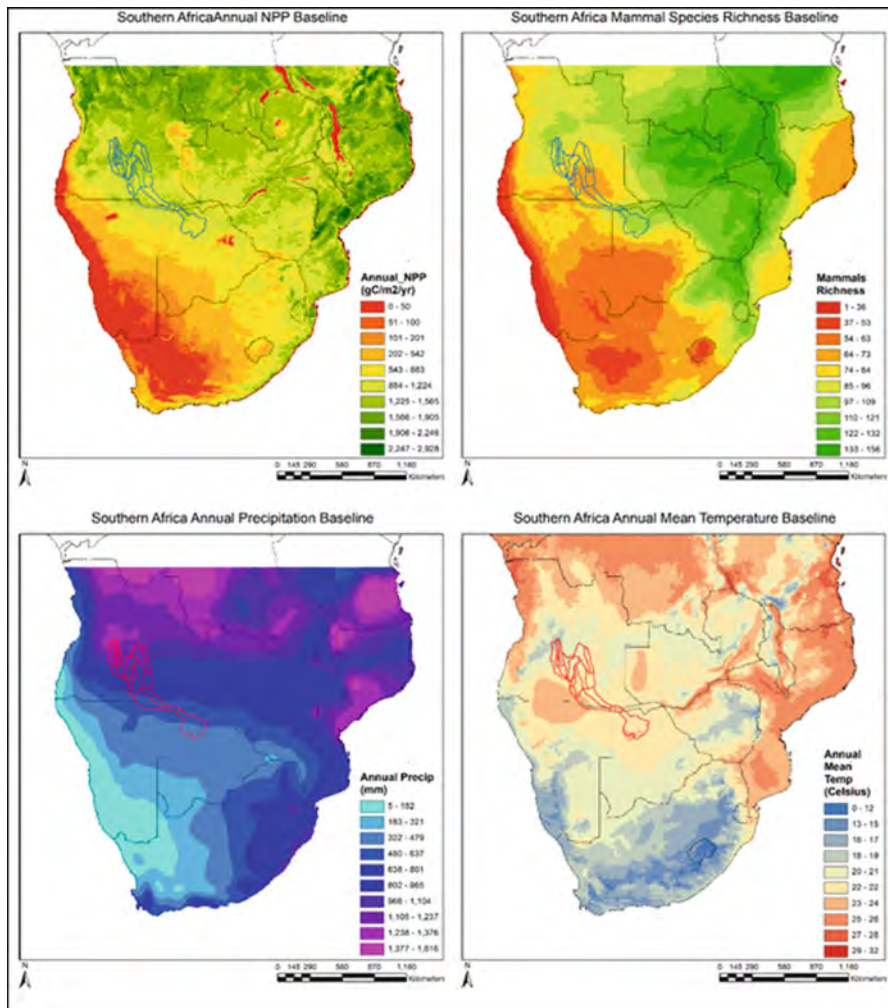 Southern AfricaAnnual NPP Baseline
Annual_NPP
(gC/m2/yr)
0 - 50
51 - 100
101 - 201
202 - 542
543 - 883
884 - 1,224
1,225 - 1,565
1,566 - 1,905
1,906 - 2,246
2,247 - 2,928
N
0 145 290 580 870 1,160
Kilometers
Southern Africa Mammal Species Richness Baseline
Mammals
Richness
1 - 36
37 - 53
54 - 63
64 - 73
74 - 84
85 - 96
97 - 109
110 - 121
122 - 132
133 - 156
N
0 145 290 580 870 1,160
Kilometers
Southern Africa Annual Precipitation Baseline
Annual Precip
(mm)
5 - 182
183 - 321
322 - 479
480 - 637
638 - 801
802 - 965
966 - 1,104
1,105 - 1,237
1,238 - 1,376
1,377 - 1,616
N
0 145 290 580 870 1,160
Kilometers
Southern Africa Annual Mean Temperature Baseline
Annual
Mean
Temp
(Celsius)
0 - 12
13 - 15
16 - 17
18 - 19
20 - 21
22 - 22
23 - 24
25 - 26
27 - 28
29 - 32
N
0 145 290 580 870 1,160
Kilometers